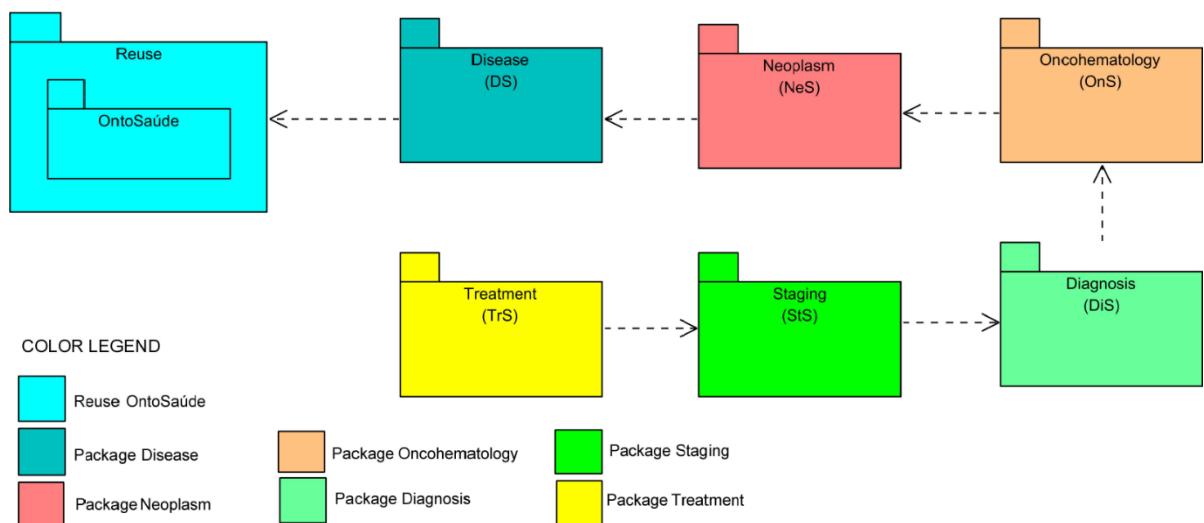 Reuse
OntoSaúde
Disease
(DS)
Neoplasm
(NeS)
Oncohematology
(OnS)
Treatment
(TrS)
Staging
(StS)
Diagnosis
(DiS)
COLOR LEGEND
Reuse OntoSaúde
Package Disease
Package Neoplasm
Package Oncohematology
Package Diagnosis
Package Staging
Package Treatment